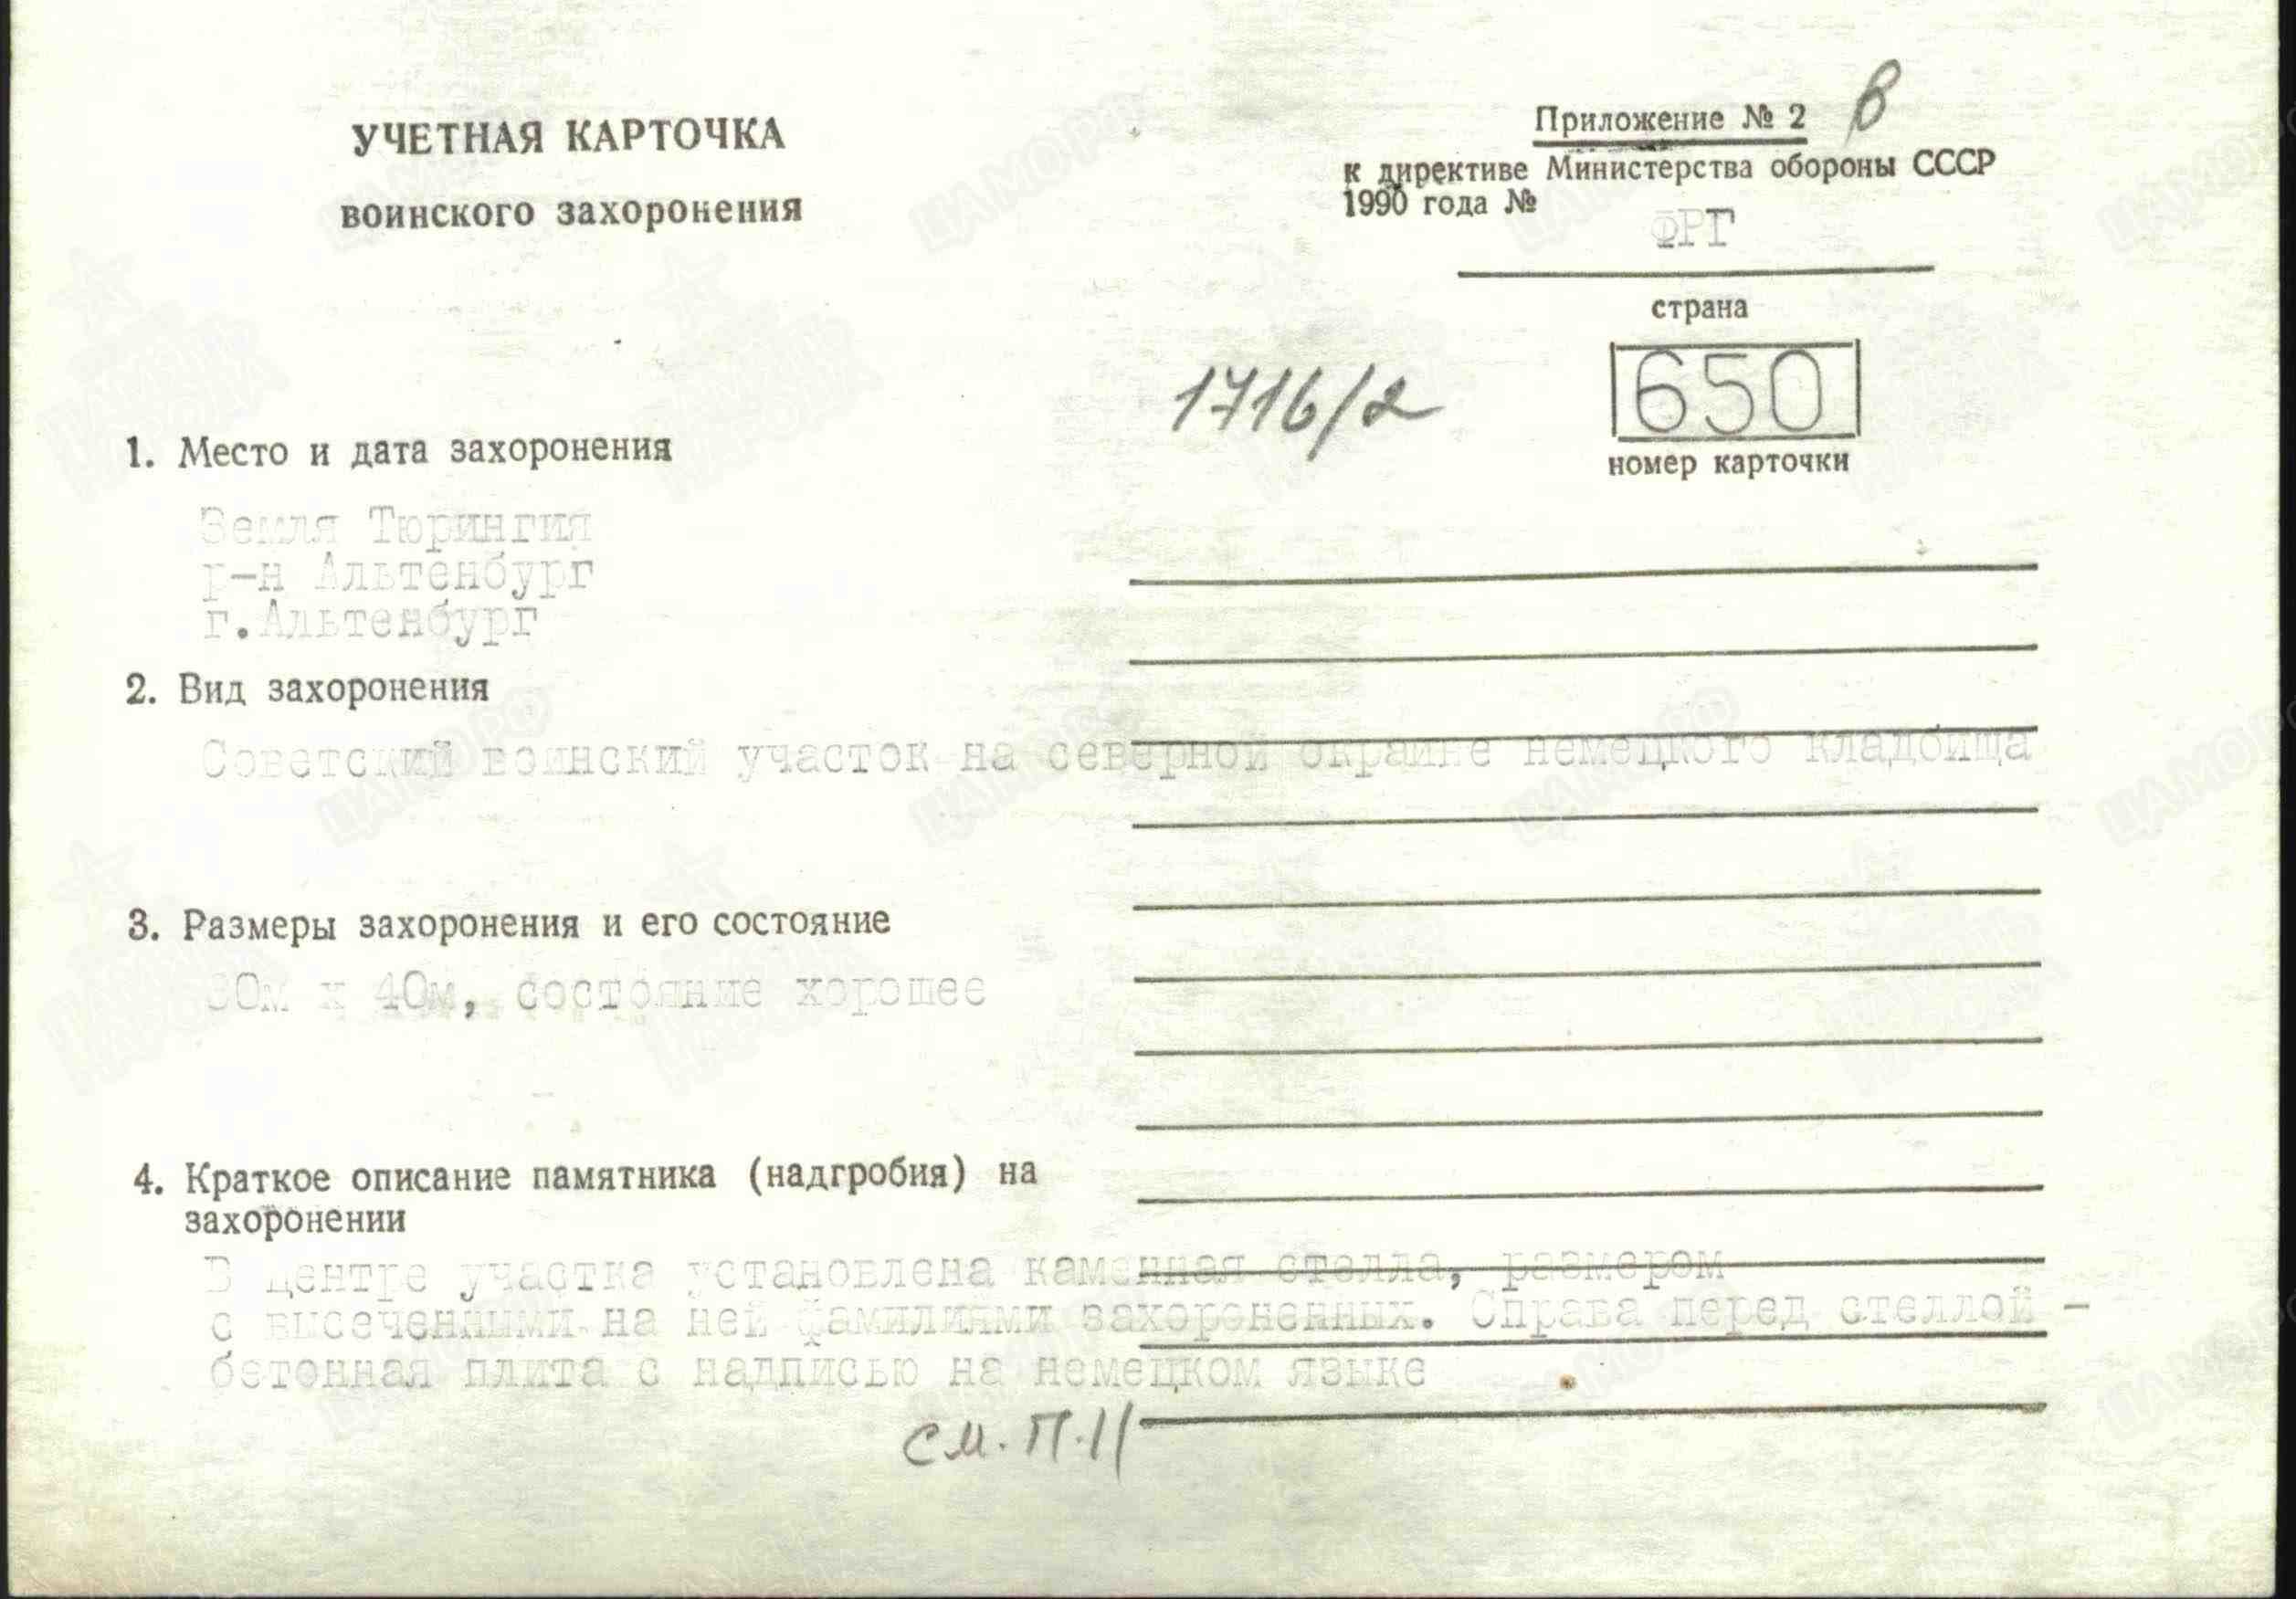 УЧЕТНАЯ КАРТОЧКА
воинского захоронения
Приложение № 2 В
к директиве Министерства обороны СССР
1990 года №
ФРГ
страна
1716/2
650
номер карточки
1. Место и дата захоронения
Земля Тюрингия
р-н Альтенбург
г.Альтенбург
2. Вид захоронения
Советский воинский участок на северной окраине немецкого кладбища
3. Размеры захоронения и его состояние
х 40м, состояние хорошее
4. Краткое описание памятника (надгробия) на
захоронении
В центре участка установлена каменная стелла, размером
с высеченными на ней фамилиями захороненных. Справа перед стеллой –
бетонная плита с надписью на немецком языке
см. п. 11